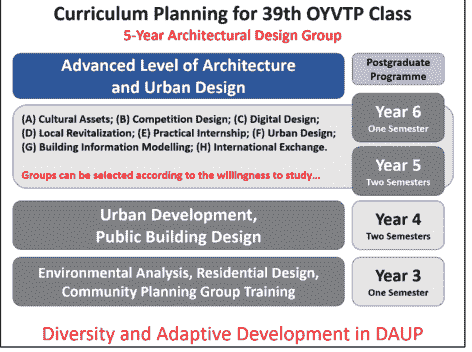 Curriculum Planning for 39th OYVTP Class
5-Year Architectural Design Group
Advanced Level of Architecture
and Urban Design
Postgraduate
Programme
(A) Cultural Assets; (B) Competition Design; (C) Digital Design;
(D) Local Revitalization; (E) Practical Internship; (F) Urban Design;
(G) Building Information Modelling; (H) International Exchange.
Groups can be selected according to the willingness to study...
Year 6
One Semester
Year 5
Two Semesters
Urban Development,
Public Building Design
Year 4
Two Semesters
Environmental Analysis, Residential Design,
Community Planning Group Training
Year 3
One Semester
Diversity and Adaptive Development in DAUP